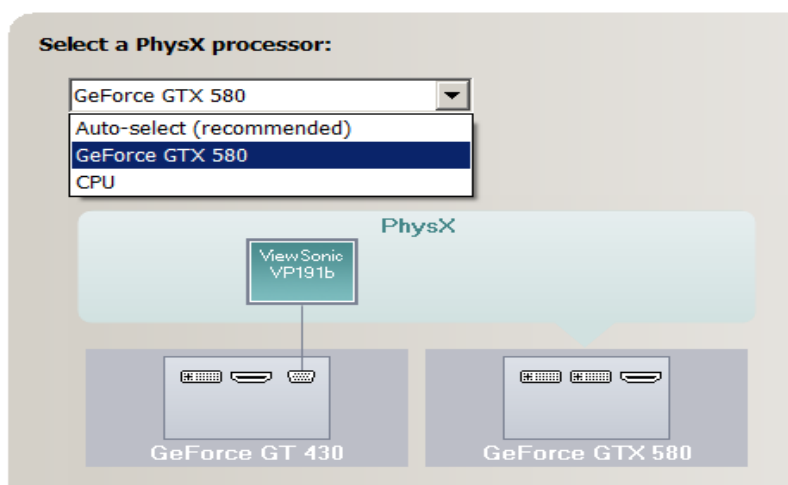 Select a PhysX processor:
GeForce GTX 580
Auto-select (recommended)
GeForce GTX 580
CPU
PhysX
ViewSonic
VP191b
GeForce GT 430
GeForce GTX 580